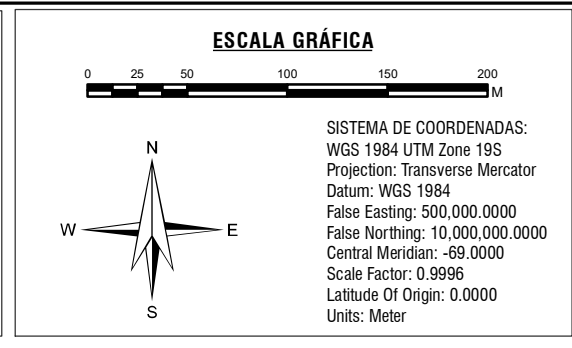 ESCALA GRÁFICA
0 25 50 100 150 200
M
SISTEMA DE COORDENADAS:
WGS 1984 UTM Zone 19S
Projection: Transverse Mercator
Datum: WGS 1984
False Easting: 500,000.0000
False Northing: 10,000,000.0000
Central Meridian: -69.0000
Scale Factor: 0.9996
Latitude Of Origin: 0.0000
Units: Meter
N
W E
S